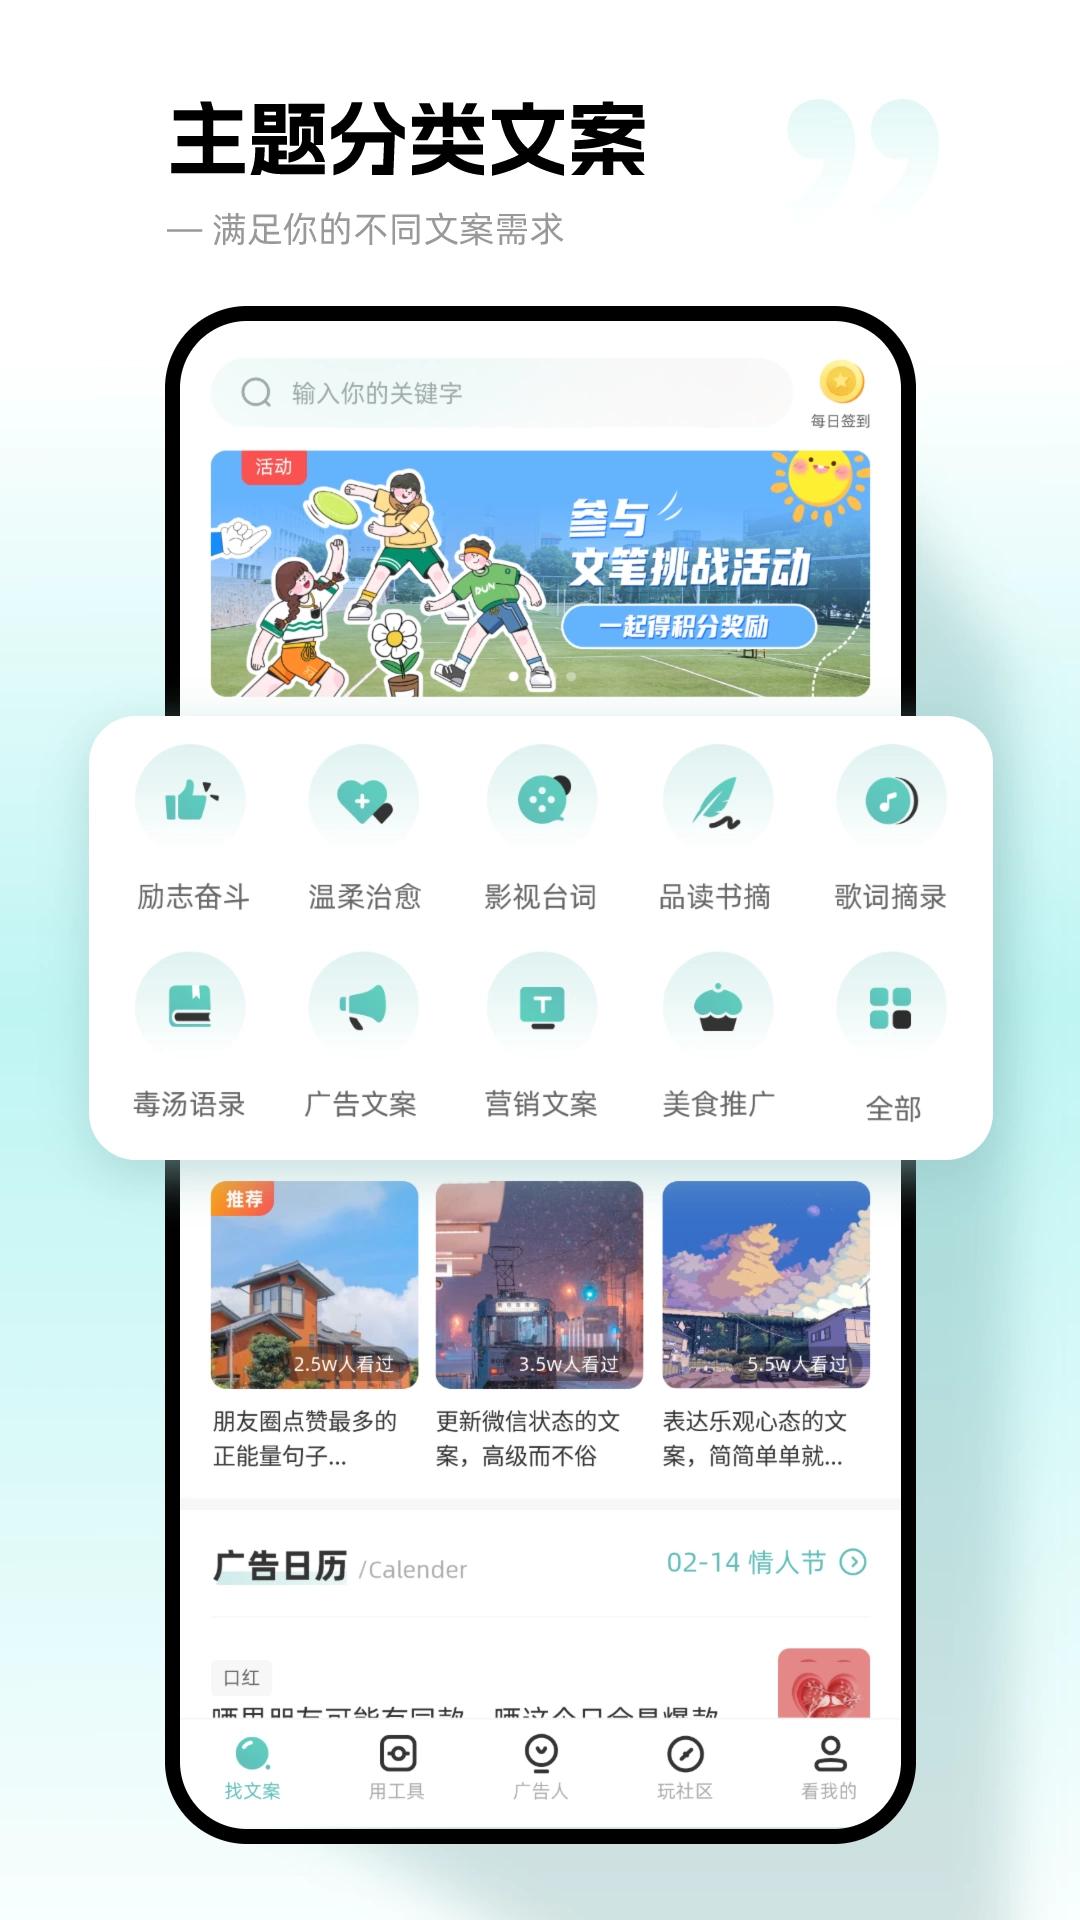 主题分类文案
— 满足你的不同文案需求
输入你的关键字
每日签到
活动
参与
文笔挑战活动
一起得积分奖励
DUN
励志奋斗 温柔治愈 影视台词 品读书摘 歌词摘录
毒汤语录 广告文案 营销文案 美食推广 全部
推荐
2.5w人看过 3.5w人看过 5.5w人看过
朋友圈点赞最多的
正能量句子...
更新微信状态的文
案，高级而不俗
表达乐观心态的文
案，简简单单就...
广告日历 /Calender 02-14 情人节
口红
找文案 用工具 广告人 玩社区 看我的